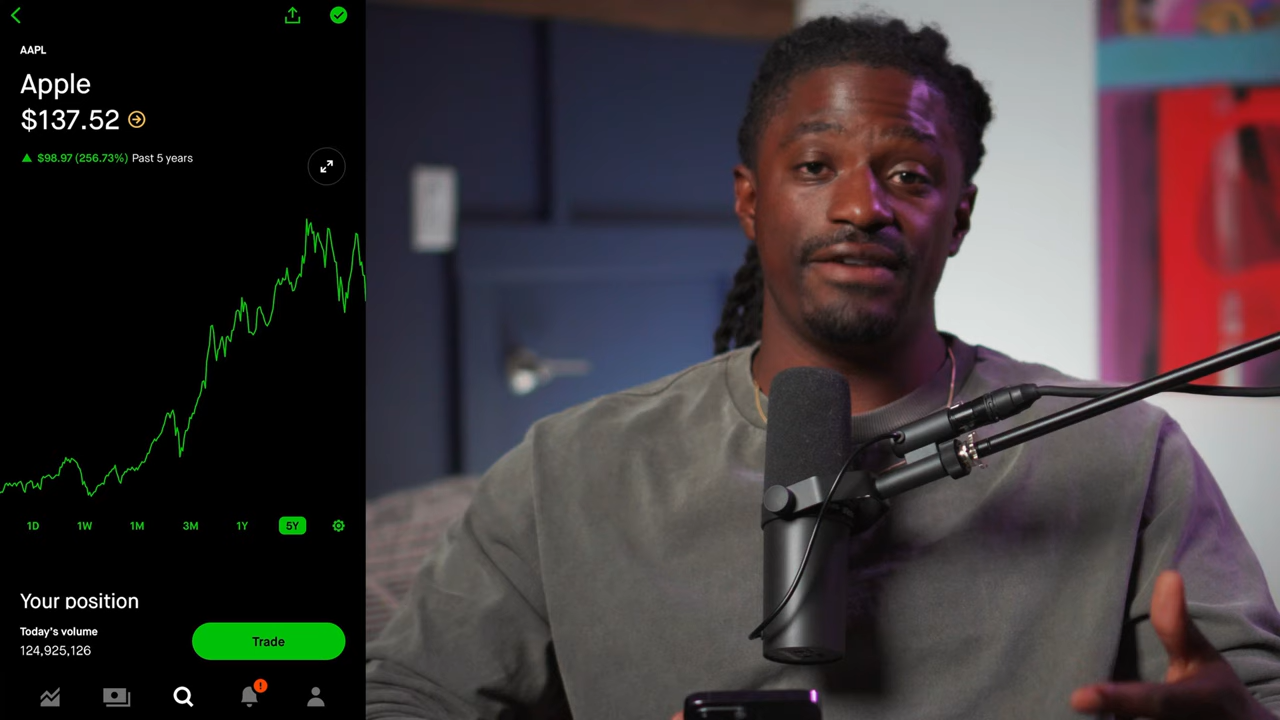 AAPL
Apple
$137.52
$98.97 (256.73%) Past 5 years
1D 1W 1M 3M 1Y 5Y
Your position
Today's volume
124,925,126
Trade
!